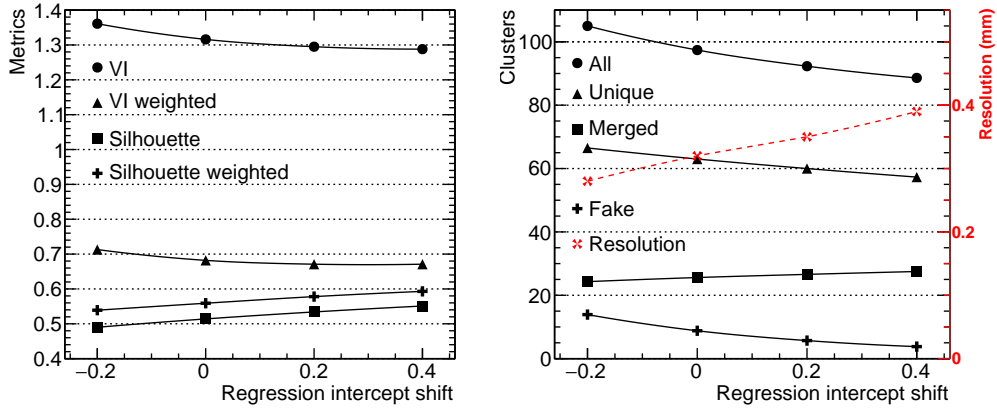 Metrics
1.4
1.3
1.2
1.1
1
0.9
0.8
0.7
0.6
0.5
0.4
VI
VI weighted
Silhouette
Silhouette weighted
−0.2 0 0.2 0.4
Regression intercept shift
Clusters
100
80
60
40
20
0
All
Unique
Merged
Fake
Resolution
−0.2 0 0.2 0.4
Regression intercept shift
Resolution (mm)
0.4
0.2
0